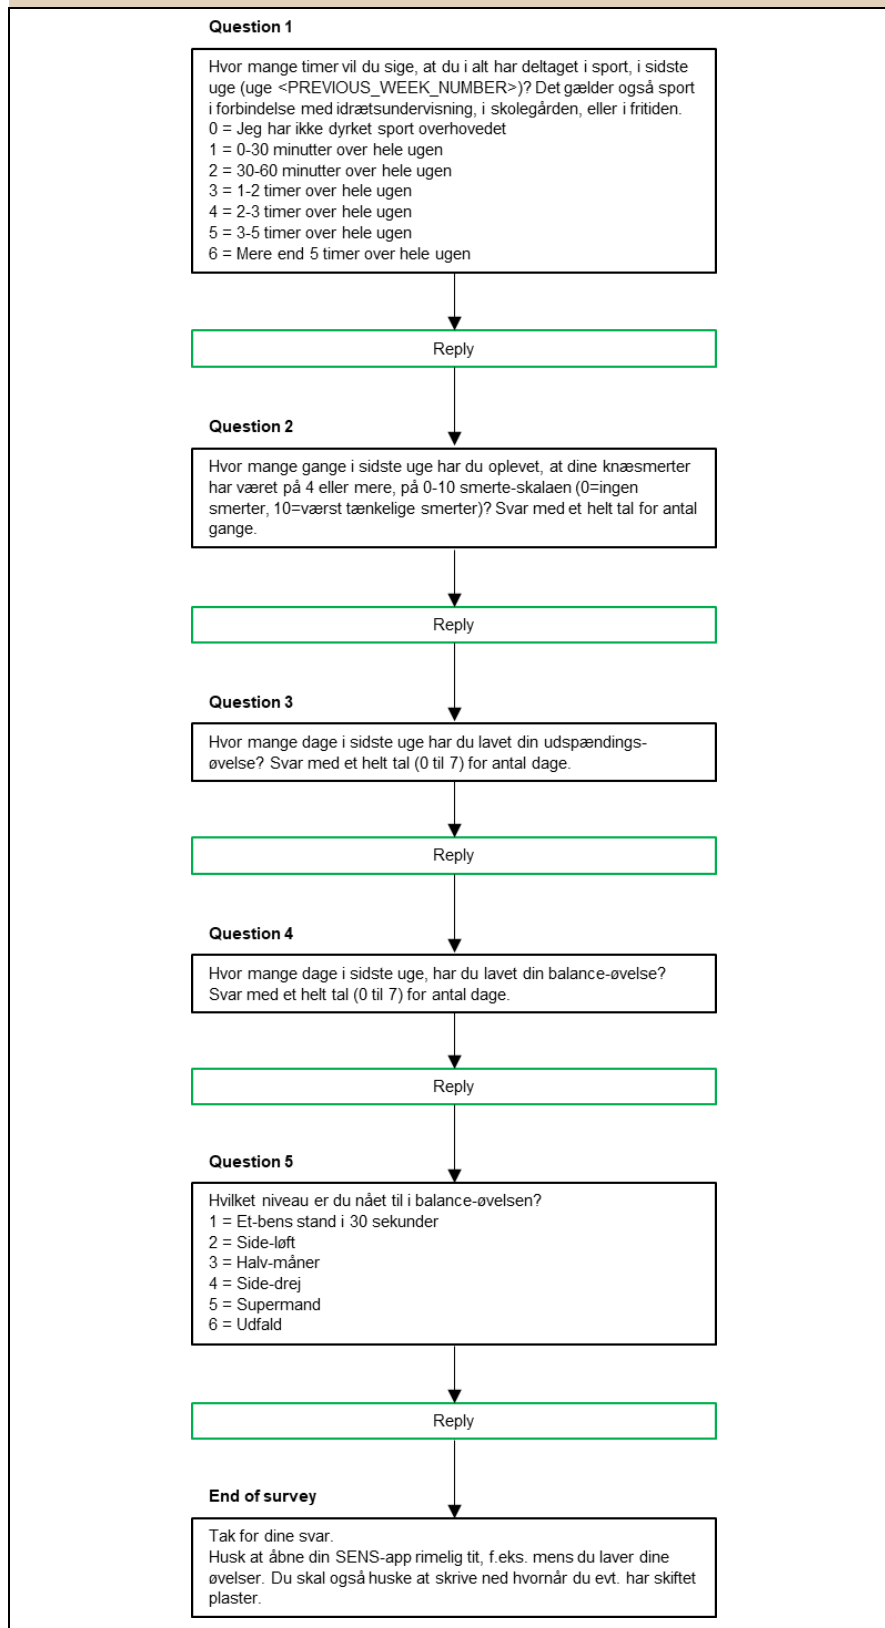 Question 1
Hvor mange timer vil du sige, at du i alt har deltaget i sport, i sidste
uge (uge <PREVIOUS_WEEK_NUMBER>)? Det gælder også sport
i forbindelse med idrætsundervisning, i skolegården, eller i fritiden.
0 = Jeg har ikke dyrket sport overhovedet
1 = 0-30 minutter over hele ugen
2 = 30-60 minutter over hele ugen
3 = 1-2 timer over hele ugen
4 = 2-3 timer over hele ugen
5 = 3-5 timer over hele ugen
6 = Mere end 5 timer over hele ugen
Reply
Question 2
Hvor mange gange i sidste uge har du oplevet, at dine knæsmerter
har været på 4 eller mere, på 0-10 smerte-skalaen (0=ingen
smerter, 10=værst tænkelige smerter)? Svar med et helt tal for antal
gange.
Reply
Question 3
Hvor mange dage i sidste uge har du lavet din udspændings-
øvelse? Svar med et helt tal (0 til 7) for antal dage.
Reply
Question 4
Hvor mange dage i sidste uge, har du lavet din balance-øvelse?
Svar med et helt tal (0 til 7) for antal dage.
Reply
Question 5
Hvilket niveau er du nået til i balance-øvelsen?
1 = Et-bens stand i 30 sekunder
2 = Side-løft
3 = Halv-måner
4 = Side-drej
5 = Supermand
6 = Udfald
Reply
End of survey
Tak for dine svar.
Husk at åbne din SENS-app rimelig tit, f.eks. mens du laver dine
øvelser. Du skal også huske at skrive ned hvornår du evt. har skiftet
plaster.